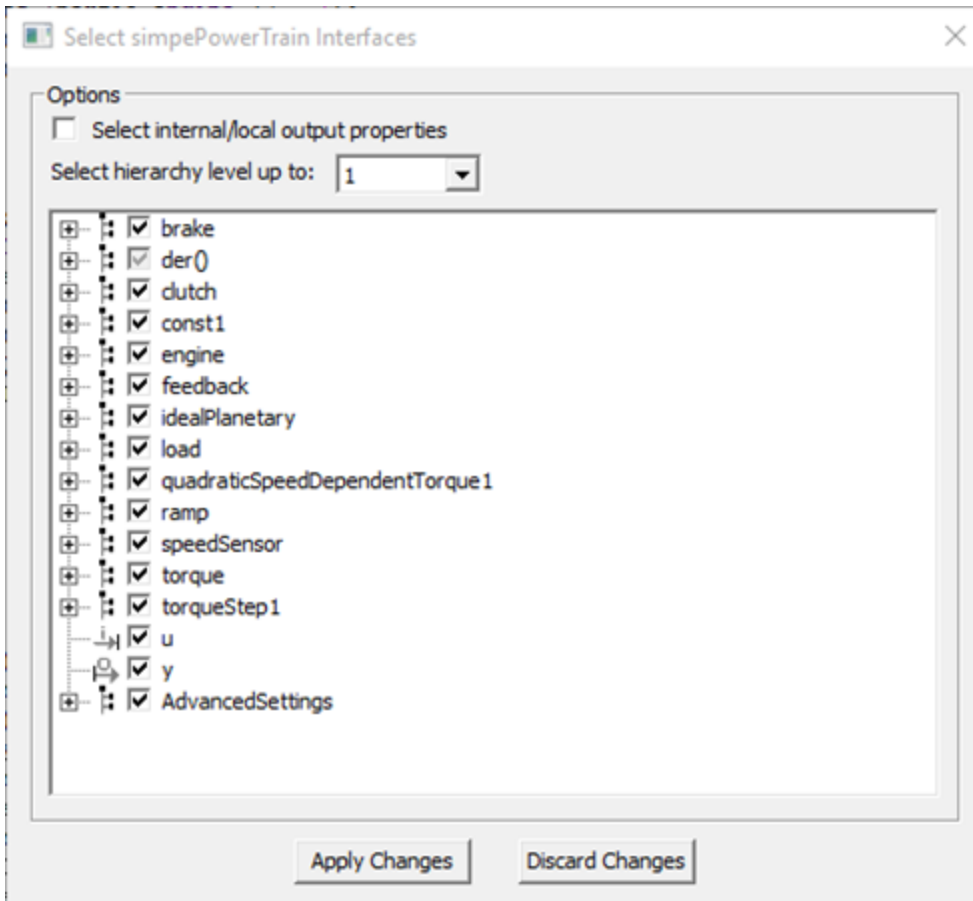 Select simpePowerTrain Interfaces
Options
Select internal/local output properties
Select hierarchy level up to: 1
brake
der()
clutch
const1
engine
feedback
idealPlanetary
load
quadraticSpeedDependentTorque1
ramp
speedSensor
torque
torqueStep1
u
y
AdvancedSettings
Apply Changes Discard Changes